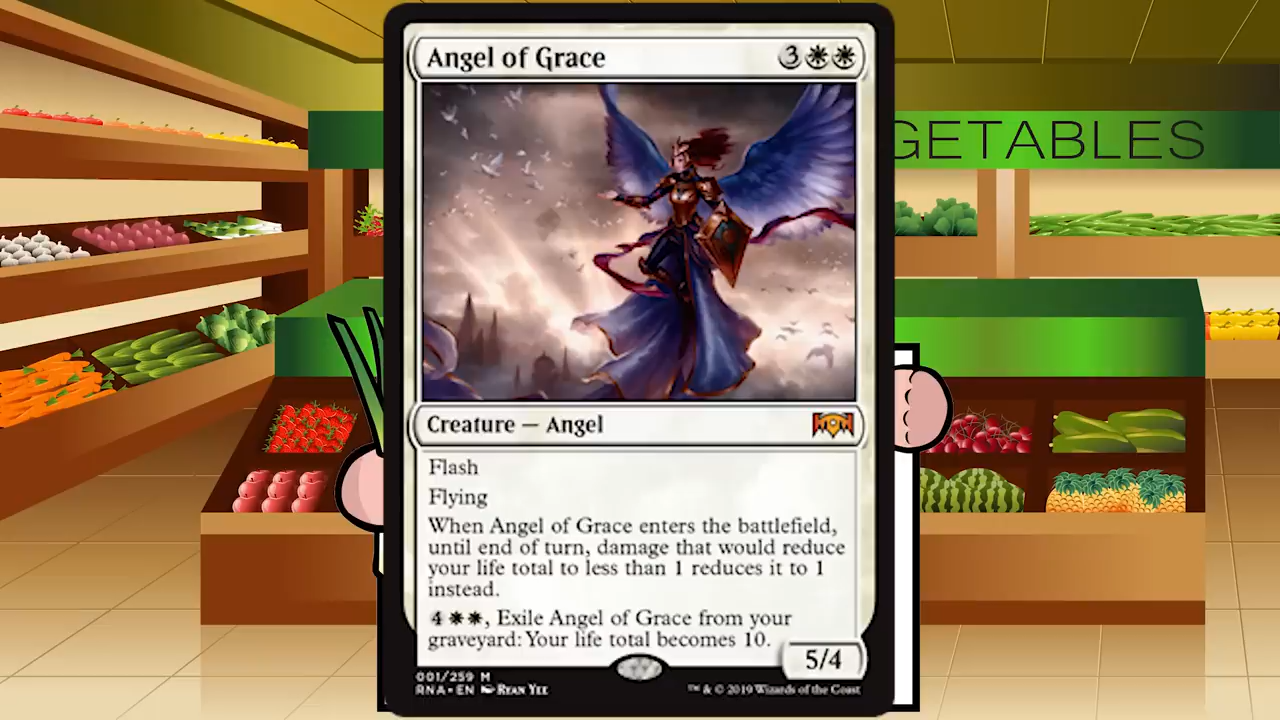 Angel of Grace 3
GETABLES
Creature — Angel
Flash
Flying
When Angel of Grace enters the battlefield,
until end of turn, damage that would reduce
your life total to less than 1 reduces it to 1
instead.
4, Exile Angel of Grace from your
graveyard: Your life total becomes 10.
5/4
001/259 M
RNA • EN Ryan Yee
™ & © 2019 Wizards of the Coast